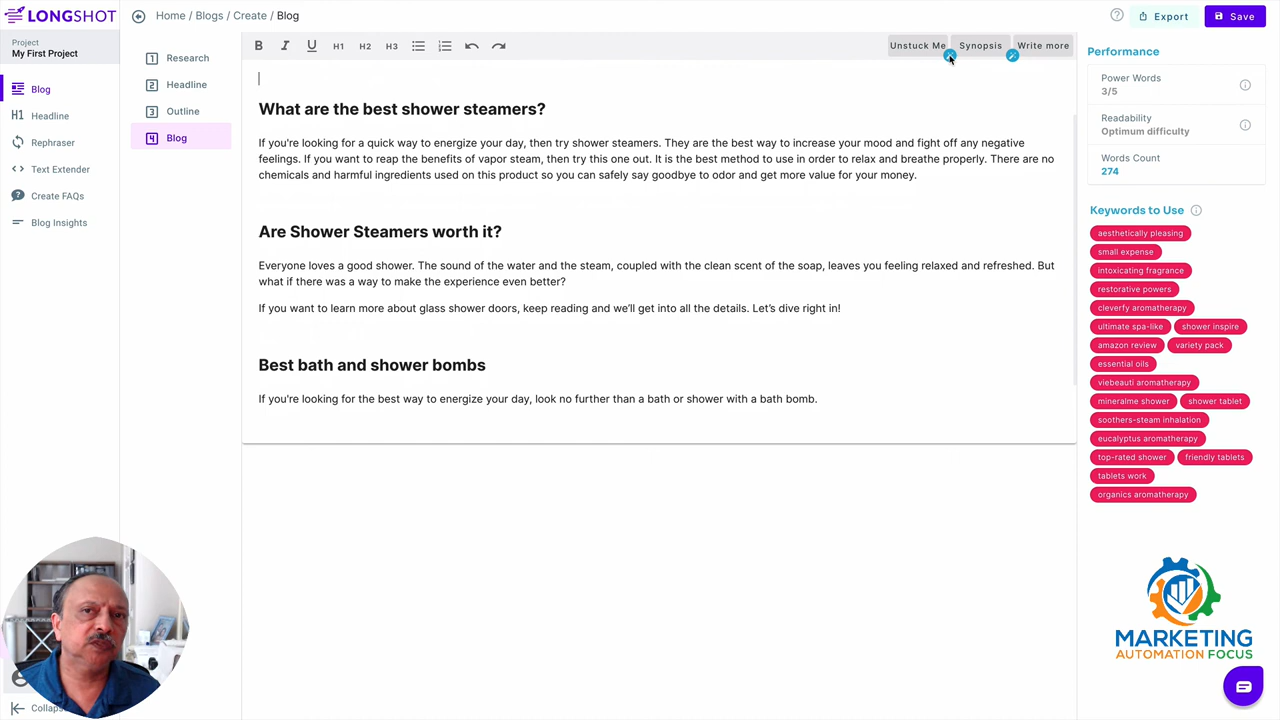 LONGSHOT
Home / Blogs / Create / Blog
Export
Save
Project
My First Project
Blog
H1 Headline
Rephraser
Text Extender
Create FAQs
Blog Insights
Collaps
1 Research
2 Headline
3 Outline
4 Blog
B I U H1 H2 H3
Unstuck Me
Synopsis
Write more
What are the best shower steamers?
If you're looking for a quick way to energize your day, then try shower steamers. They are the best way to increase your mood and fight off any negative
feelings. If you want to reap the benefits of vapor steam, then try this one out. It is the best method to use in order to relax and breathe properly. There are no
chemicals and harmful ingredients used on this product so you can safely say goodbye to odor and get more value for your money.
Are Shower Steamers worth it?
Everyone loves a good shower. The sound of the water and the steam, coupled with the clean scent of the soap, leaves you feeling relaxed and refreshed. But
what if there was a way to make the experience even better?
If you want to learn more about glass shower doors, keep reading and we'll get into all the details. Let's dive right in!
Best bath and shower bombs
If you're looking for the best way to energize your day, look no further than a bath or shower with a bath bomb.
Performance
Power Words
3/5
Readability
Optimum difficulty
Words Count
274
Keywords to Use
aesthetically pleasing
small expense
intoxicating fragrance
restorative powers
cleverfy aromatherapy
ultimate spa-like shower inspire
amazon review variety pack
essential oils
viebeauti aromatherapy
mineralme shower shower tablet
soothers-steam inhalation
eucalyptus aromatherapy
top-rated shower friendly tablets
tablets work
organics aromatherapy
MARKETING
AUTOMATION FOCUS